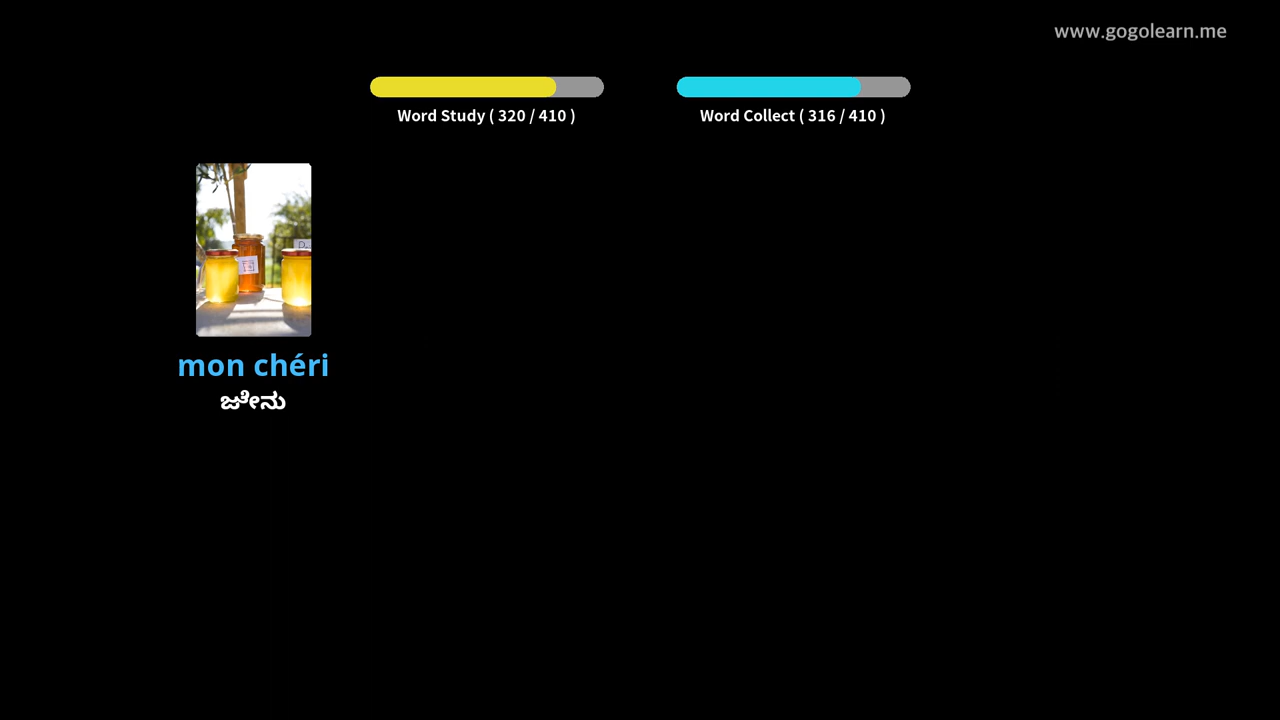 www.gogolearn.me
Word Study ( 320 / 410 )
Word Collect ( 316 / 410 )
mon chéri
ಜೇನು